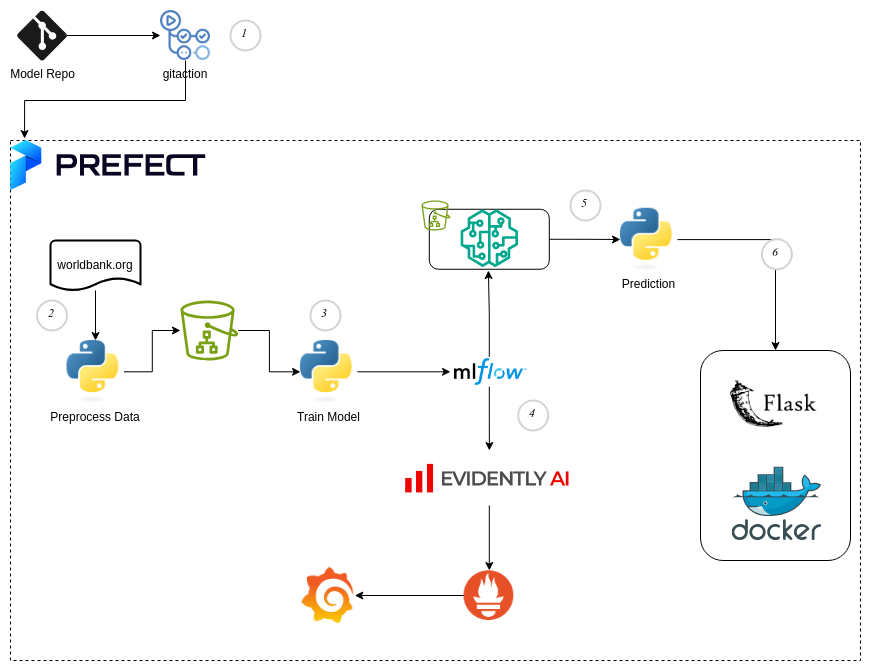 1
Model Repo
gitaction
PREFECT
5
6
worldbank.org
Prediction
2
3
Preprocess Data
Train Model
mlflow
4
Flask
EVIDENTLY AI
docker